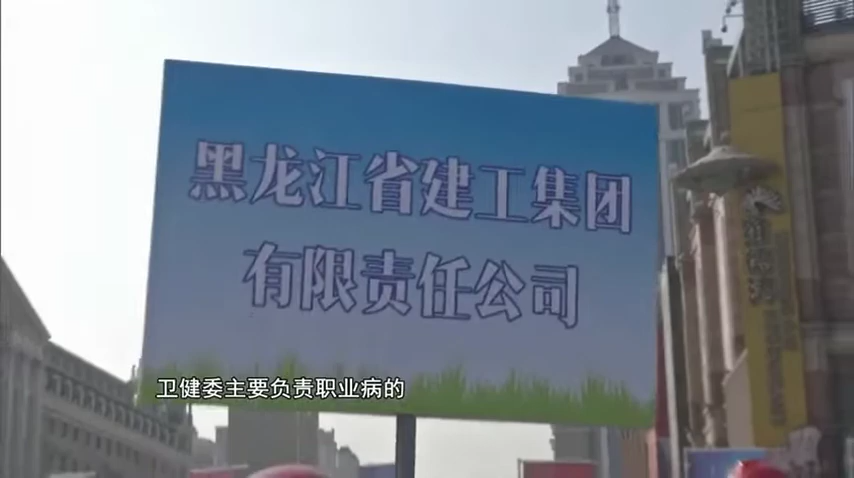 黑龙江省建工集团
有限责任公司
卫健委主要负责职业病的